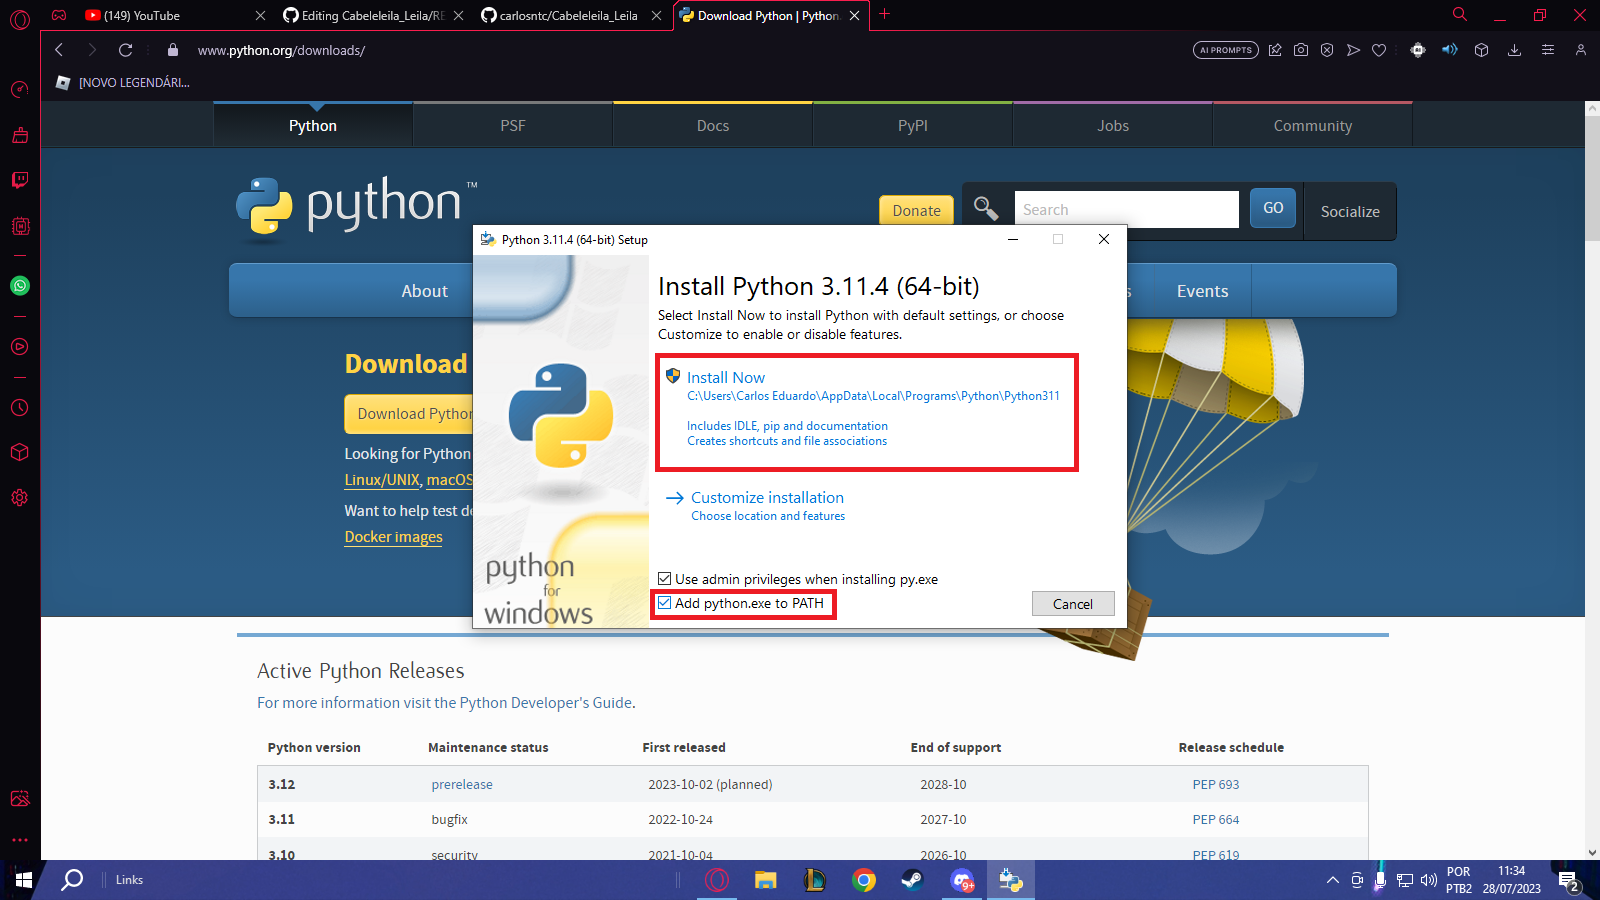 (149) YouTube
Editing Cabeleleila_Leila/RE
carlosntc/Cabeleleila_Leila
Download Python | Python.
www.python.org/downloads/
AI PROMPTS
[NOVO LEGENDÁRI...
Python
PSF
Docs
PyPI
Jobs
Community
python™
Donate
Search
GO
Socialize
About
s
Events
Download
Download Python
Looking for Python
Linux/UNIX, macOS
Want to help test de
Docker images
Python 3.11.4 (64-bit) Setup
Install Python 3.11.4 (64-bit)
Select Install Now to install Python with default settings, or choose
Customize to enable or disable features.
Install Now
C:\Users\Carlos Eduardo\AppData\Local\Programs\Python\Python311
Includes IDLE, pip and documentation
Creates shortcuts and file associations
Customize installation
Choose location and features
Use admin privileges when installing py.exe
Add python.exe to PATH
Cancel
python
for
windows
Active Python Releases
For more information visit the Python Developer's Guide.
Python version Maintenance status First released End of support Release schedule
3.12 prerelease 2023-10-02 (planned) 2028-10 PEP 693
3.11 bugfix 2022-10-24 2027-10 PEP 664
3.10 security 2021-10-04 2026-10 PEP 619
Links
9+
POR
PTB2
11:34
28/07/2023
2